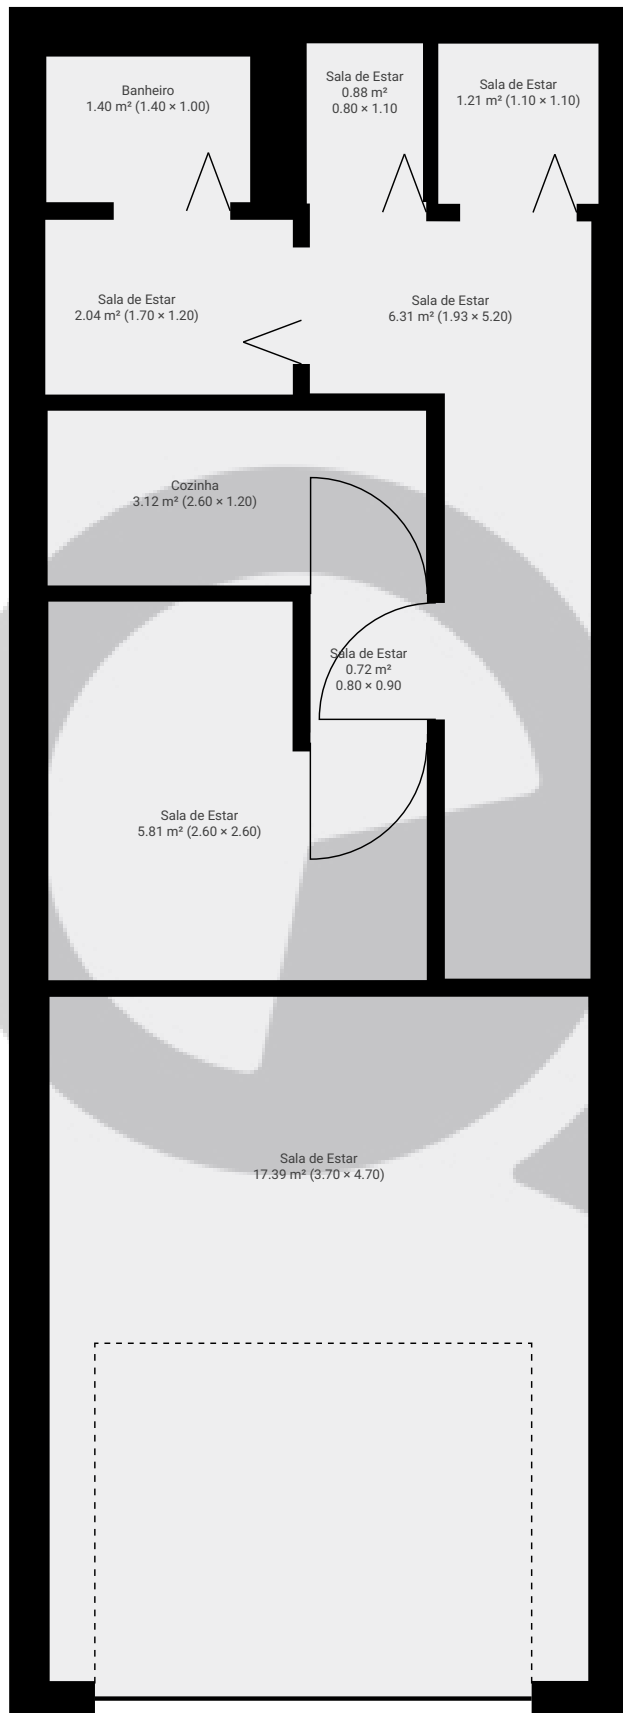 Banheiro
1.40 m² (1.40 × 1.00)
Sala de Estar
0.88 m²
0.80 × 1.10
Sala de Estar
1.21 m² (1.10 × 1.10)
Sala de Estar
2.04 m² (1.70 × 1.20)
Sala de Estar
6.31 m² (1.93 × 5.20)
Cozinha
3.12 m² (2.60 × 1.20)
Sala de Estar
0.72 m²
0.80 × 0.90
Sala de Estar
5.81 m² (2.60 × 2.60)
Sala de Estar
17.39 m² (3.70 × 4.70)